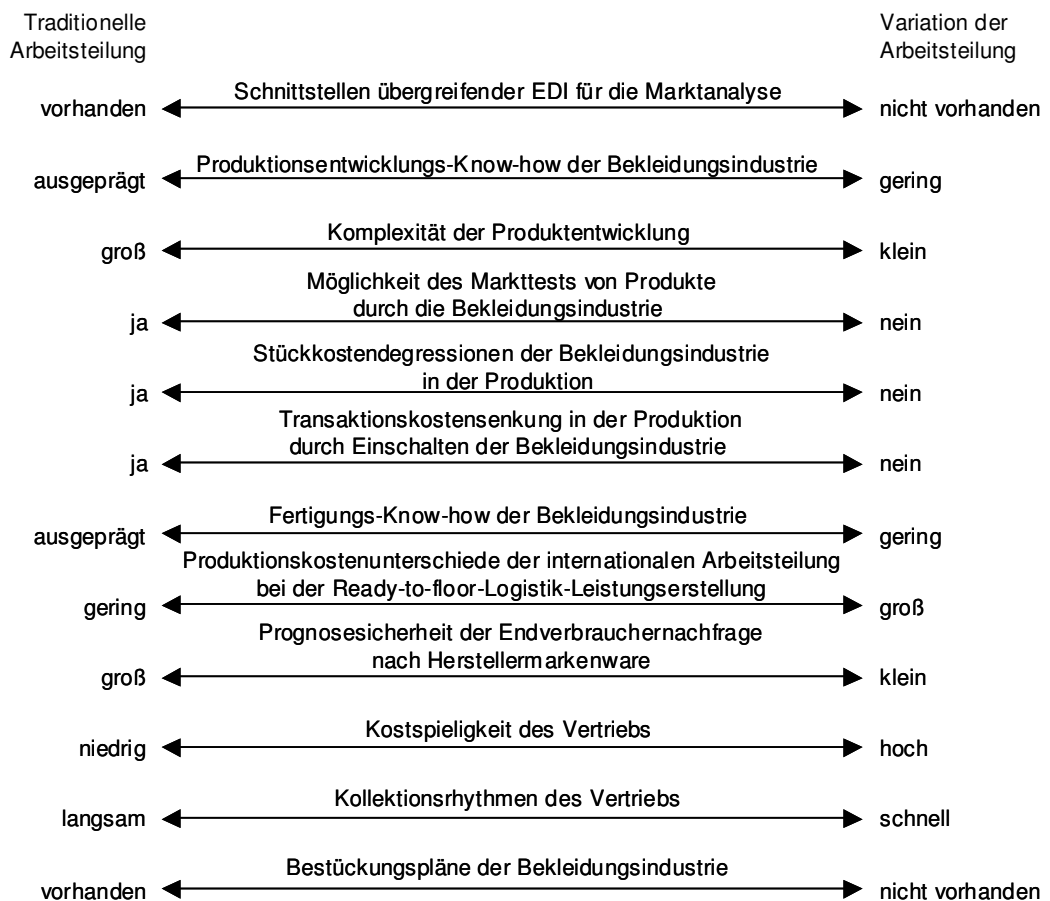 Traditionelle
Arbeitsteilung
Variation der
Arbeitsteilung
Schnittstellen übergreifender EDI für die Marktanalyse
vorhanden
nicht vorhanden
Produktionsentwicklungs-Know-how der Bekleidungsindustrie
ausgeprägt
gering
Komplexität der Produktentwicklung
groß
klein
Möglichkeit des Markttests von Produkte
durch die Bekleidungsindustrie
ja
nein
Stückkostendegressionen der Bekleidungsindustrie
in der Produktion
ja
nein
Transaktionskostensenkung in der Produktion
durch Einschalten der Bekleidungsindustrie
ja
nein
Fertigungs-Know-how der Bekleidungsindustrie
ausgeprägt
gering
Produktionskostenunterschiede der internationalen Arbeitsteilung
bei der Ready-to-floor-Logistik-Leistungserstellung
gering
groß
Prognosesicherheit der Endverbrauchernachfrage
nach Herstellermarkenware
groß
klein
Kostspieligkeit des Vertriebs
niedrig
hoch
Kollektionsrhythmen des Vertriebs
langsam
schnell
Bestückungspläne der Bekleidungsindustrie
vorhanden
nicht vorhanden